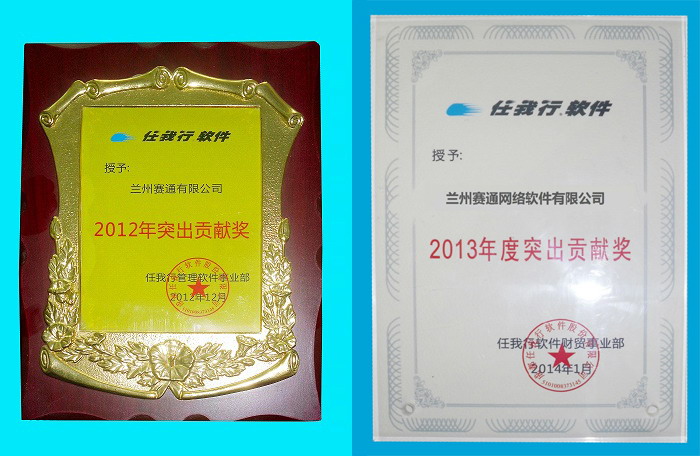 任我行 软件
授予:
兰州赛通有限公司
2012年突出贡献奖
任我行管理软件事业部
2012年12月
任我行.软件
授予:
兰州赛通网络软件有限公司
2013年度突出贡献奖
任我行软件财贸事业部
2014年1月